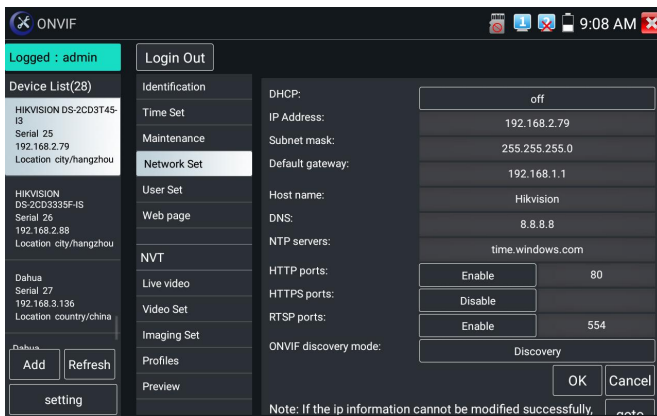 ONVIF
1
9:08 AM
Logged : admin
Login Out
Device List(28)
HIKVISION DS-2CD3T45-
I3
Serial 25
192.168.2.79
Location city/hangzhou
HIKVISION
DS-2CD3335F-IS
Serial 26
192.168.2.88
Location city/hangzhou
Dahua
Serial 27
192.168.3.136
Location country/china
Dahua
Add
Refresh
setting
Identification
Time Set
Maintenance
Network Set
User Set
Web page
NVT
Live video
Video Set
Imaging Set
Profiles
Preview
DHCP:
off
IP Address:
192.168.2.79
Subnet mask:
255.255.255.0
Default gateway:
192.168.1.1
Host name:
Hikvision
DNS:
8.8.8.8
NTP servers:
time.windows.com
HTTP ports:
Enable
80
HTTPS ports:
Disable
RTSP ports:
Enable
554
ONVIF discovery mode:
Discovery
OK
Cancel
Note: If the ip information cannot be modified successfully,
goto